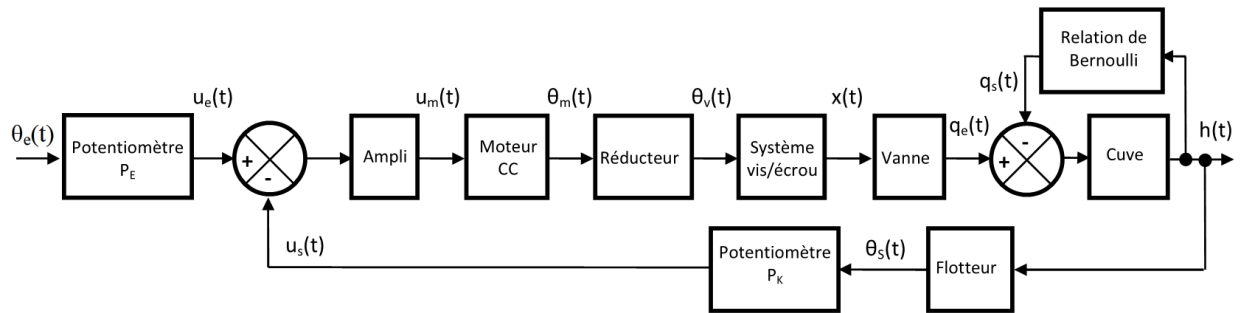 Relation de
Bernoulli
u_e(t)
u_m(t)
θ_m(t)
θ_v(t)
x(t)
q_s(t)
q_e(t)
h(t)
θ_e(t)
Potentiomètre
P_E
+
-
Ampli
Moteur
CC
Réducteur
Système
vis/écrou
Vanne
+
-
Cuve
u_s(t)
Potentiomètre
P_K
θ_S(t)
Flotteur